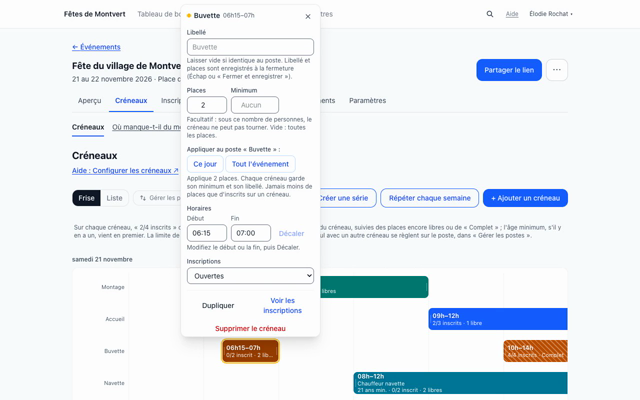 Fêtes de Montvert
Tableau de bo
tres
Aide
Élodie Rochat
← Événements
Fête du village de Montve
21 au 22 novembre 2026 · Place d
Partager le lien
Aperçu
Créneaux
Inscrip
ents
Paramètres
Créneaux
Où manque-t-il du m
Créneaux
Aide : Configurer les créneaux ↗
Frise
Liste
Gérer les p
Créer une série
Répéter chaque semaine
+ Ajouter un créneau
Sur chaque créneau, « 2/4 inscrits »
du créneau, suivies des places encore libres ou de « Complet » ; l'âge minimum, s'il y
en a un, vient en premier. La limite de
ul avec un autre créneau se règlent sur le poste, dans « Gérer les postes ».
samedi 21 novembre
Montage
libres
Accueil
09h–12h
2/3 inscrits · 1 libre
Buvette
06h15–07h
0/2 inscrit · 2 lib…
10h–14h
4/4 inscrits · Complet
Navette
08h–12h
Chauffeur navette
21 ans min. · 0/2 inscrit · 2 libres
Buvette 06h15–07h
Libellé
Buvette
Laisser vide si identique au poste. Libellé et
places sont enregistrés à la fermeture
(Échap ou « Fermer et enregistrer »).
Places
Minimum
2
Aucun
Facultatif : sous ce nombre de personnes, le
créneau ne peut pas tourner. Vide : toutes
les places.
Appliquer au poste « Buvette » :
Ce jour
Tout l'événement
Applique 2 places. Chaque créneau garde
son minimum et son libellé. Jamais moins de
places que d'inscrits sur un créneau.
Horaires
Début
Fin
06:15
07:00
Décaler
Modifiez le début ou la fin, puis Décaler.
Inscriptions
Ouvertes
Dupliquer
Voir les
inscriptions
Supprimer le créneau